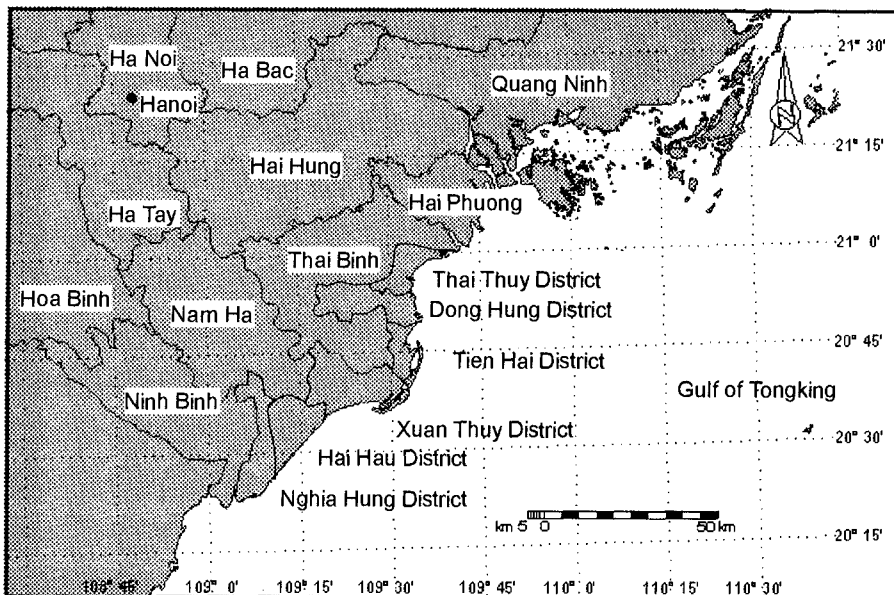 Ha Noi
Ha Bac
Hanoi
Quang Ninh
21° 30'
N
21° 15'
Hai Hung
Hai Phuong
Ha Tay
21° 0'
Thai Binh
Thai Thuy District
Hoa Binh
Nam Ha
Dong Hung District
20° 45'
Tien Hai District
Ninh Binh
Gulf of Tongking
Xuan Thuy District
20° 30'
Hai Hau District
Nghia Hung District
km 5 0 50 km
20° 15'
108° 45' 109° 0' 109° 15' 109° 30' 109° 45' 110° 0' 110° 15' 110° 30'